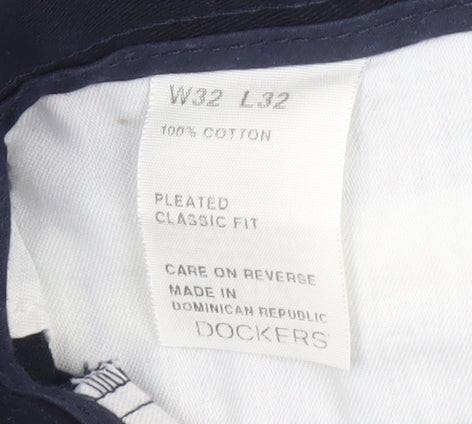 W32 L32
100% COTTON
PLEATED
CLASSIC FIT
CARE ON REVERSE
MADE IN
DOMINICAN REPUBLIC
DOCKERS